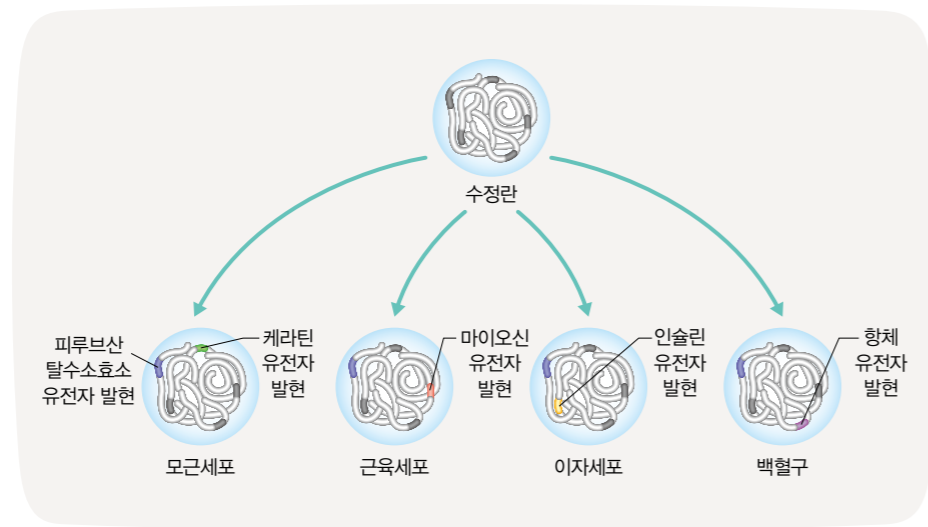 수정란
피루브산
탈수소효소
유전자 발현
케라틴
유전자
발현
마이오신
유전자
발현
인슐린
유전자
발현
항체
유전자
발현
모근세포
근육세포
이자세포
백혈구